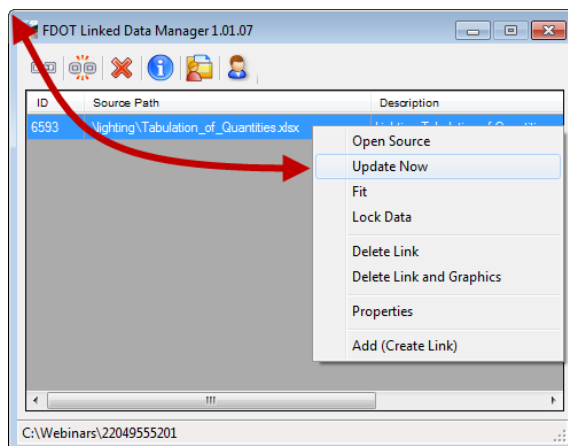 FDOT Linked Data Manager 1.01.07
ID Source Path Description
6593 \lighting\Tabulation_of_Quantities.xlsx
Open Source
Update Now
Fit
Lock Data
Delete Link
Delete Link and Graphics
Properties
Add (Create Link)
C:\Webinars\22049555201